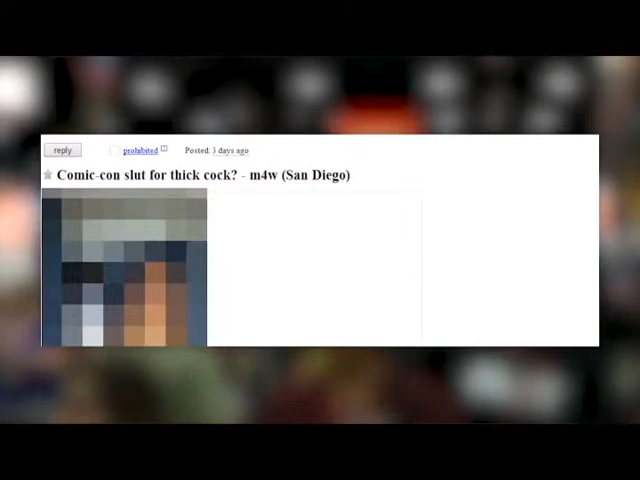 reply prohibited [?] Posted: 3 days ago
Comic-con slut for thick cock? - m4w (San Diego)